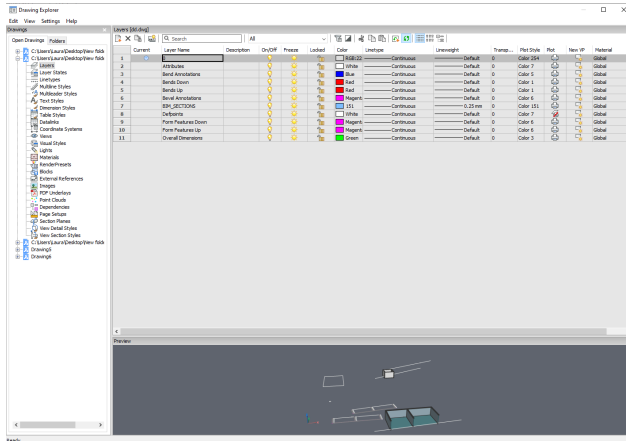 Drawing Explorer
Edit View Settings Help
Drawings
Layers [dd.dwg]
Open Drawings Folders
Search
All
C:\Users\Laura\Desktop\New folde
C:\Users\Laura\Desktop\New folde
Layers
Layer States
Linetypes
Multiline Styles
Multileader Styles
Text Styles
Dimension Styles
Table Styles
Datalinks
Coordinate Systems
Views
Visual Styles
Lights
Materials
RenderPresets
Blocks
External References
Images
PDF Underlays
Point Clouds
Dependencies
Page Setups
Section Planes
View Detail Styles
View Section Styles
C:\Users\Laura\Desktop\New folde
Drawing5
Drawing6
Current Layer Name Description On/Off Freeze Locked Color Linetype Lineweight Transp... Plot Style Plot New VP Material
1 0 RGB:22 Continuous Default 0 Color 254 Global
2 Attributes White Continuous Default 0 Color 7 Global
3 Bend Annotations Blue Continuous Default 0 Color 5 Global
4 Bends Down Red Continuous Default 0 Color 1 Global
5 Bends Up Red Continuous Default 0 Color 1 Global
6 Bevel Annotations Magent Continuous Default 0 Color 6 Global
7 BIM_SECTIONS 151 Continuous 0.25 mm 0 Color 151 Global
8 Defpoints White Continuous Default 0 Color 7 Global
9 Form Features Down Magent Continuous Default 0 Color 6 Global
10 Form Features Up Magent Continuous Default 0 Color 6 Global
11 Overall Dimensions Green Continuous Default 0 Color 3 Global
Preview
Ready